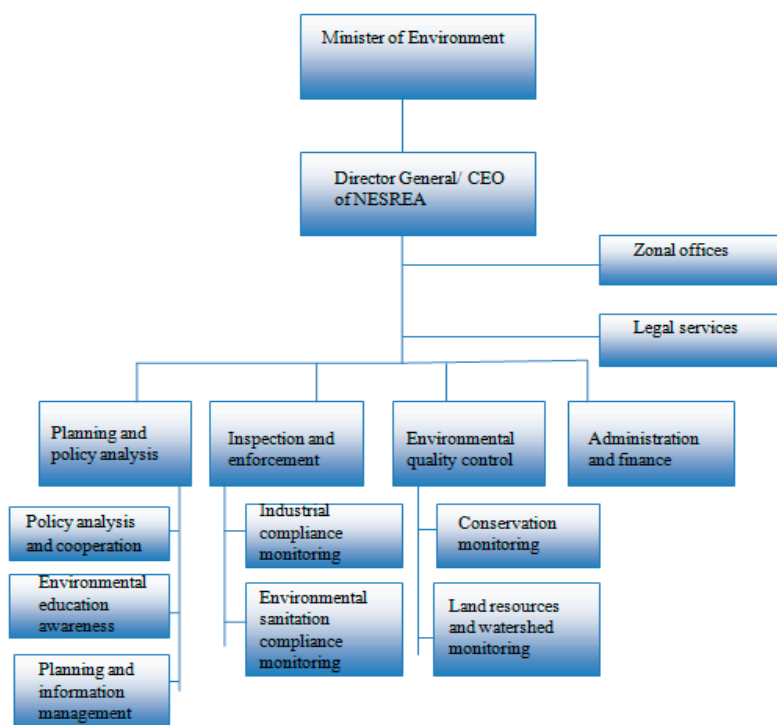 Minister of Environment
Director General/ CEO
of NESREA
Zonal offices
Legal services
Planning and
policy analysis
Inspection and
enforcement
Environmental
quality control
Administration
and finance
Policy analysis
and cooperation
Environmental
education
awareness
Planning and
information
management
Industrial
compliance
monitoring
Environmental
sanitation
compliance
monitoring
Conservation
monitoring
Land resources
and watershed
monitoring